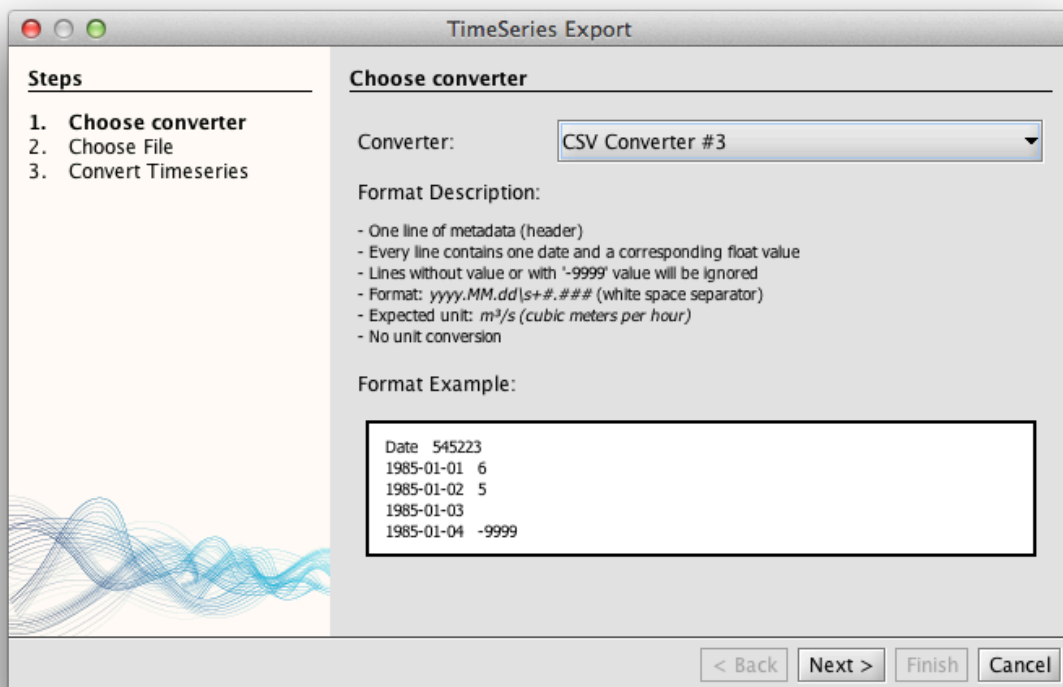 TimeSeries Export
Steps
1. Choose converter
2. Choose File
3. Convert Timeseries
Choose converter
Converter: CSV Converter #3
Format Description:
- One line of metadata (header)
- Every line contains one date and a corresponding float value
- Lines without value or with '-9999' value will be ignored
- Format: yyyy.MM.dd\s+#.### (white space separator)
- Expected unit: m³/s (cubic meters per hour)
- No unit conversion
Format Example:
Date 545223
1985-01-01 6
1985-01-02 5
1985-01-03
1985-01-04 -9999
< Back Next > Finish Cancel